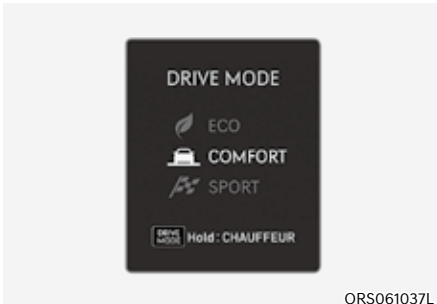 DRIVE MODE
ECO
COMFORT
SPORT
DRIVE MODE Hold : CHAUFFEUR
ORS061037L